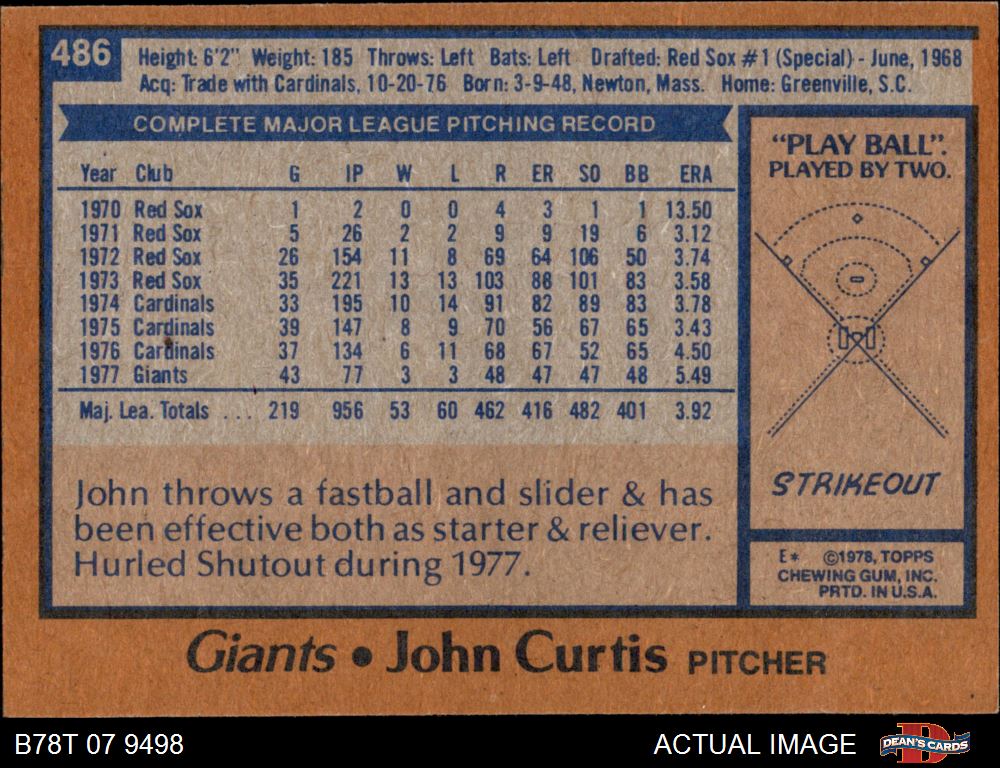 486
Height: 6'2" Weight: 185 Throws: Left Bats: Left Drafted: Red Sox #1 (Special) - June, 1968
Acq: Trade with Cardinals, 10-20-76 Born: 3-9-48, Newton, Mass. Home: Greenville, S.C.
COMPLETE MAJOR LEAGUE PITCHING RECORD
Year Club G IP W L R ER SO BB ERA
1970 Red Sox 1 2 0 0 4 3 1 1 13.50
1971 Red Sox 5 26 2 2 9 9 19 6 3.12
1972 Red Sox 26 154 11 8 69 64 106 50 3.74
1973 Red Sox 35 221 13 13 103 88 101 83 3.58
1974 Cardinals 33 195 10 14 91 82 89 83 3.78
1975 Cardinals 39 147 8 9 70 56 67 65 3.43
1976 Cardinals 37 134 6 11 68 67 52 65 4.50
1977 Giants 43 77 3 3 48 47 47 48 5.49
Maj. Lea. Totals ... 219 956 53 60 462 416 482 401 3.92
John throws a fastball and slider & has
been effective both as starter & reliever.
Hurled Shutout during 1977.
"PLAY BALL".
PLAYED BY TWO.
STRIKEOUT
E* ©1978, TOPPS
CHEWING GUM, INC.
PRTD. IN U.S.A.
Giants • John Curtis PITCHER
B78T 07 9498
ACTUAL IMAGE
DEAN'S CARDS